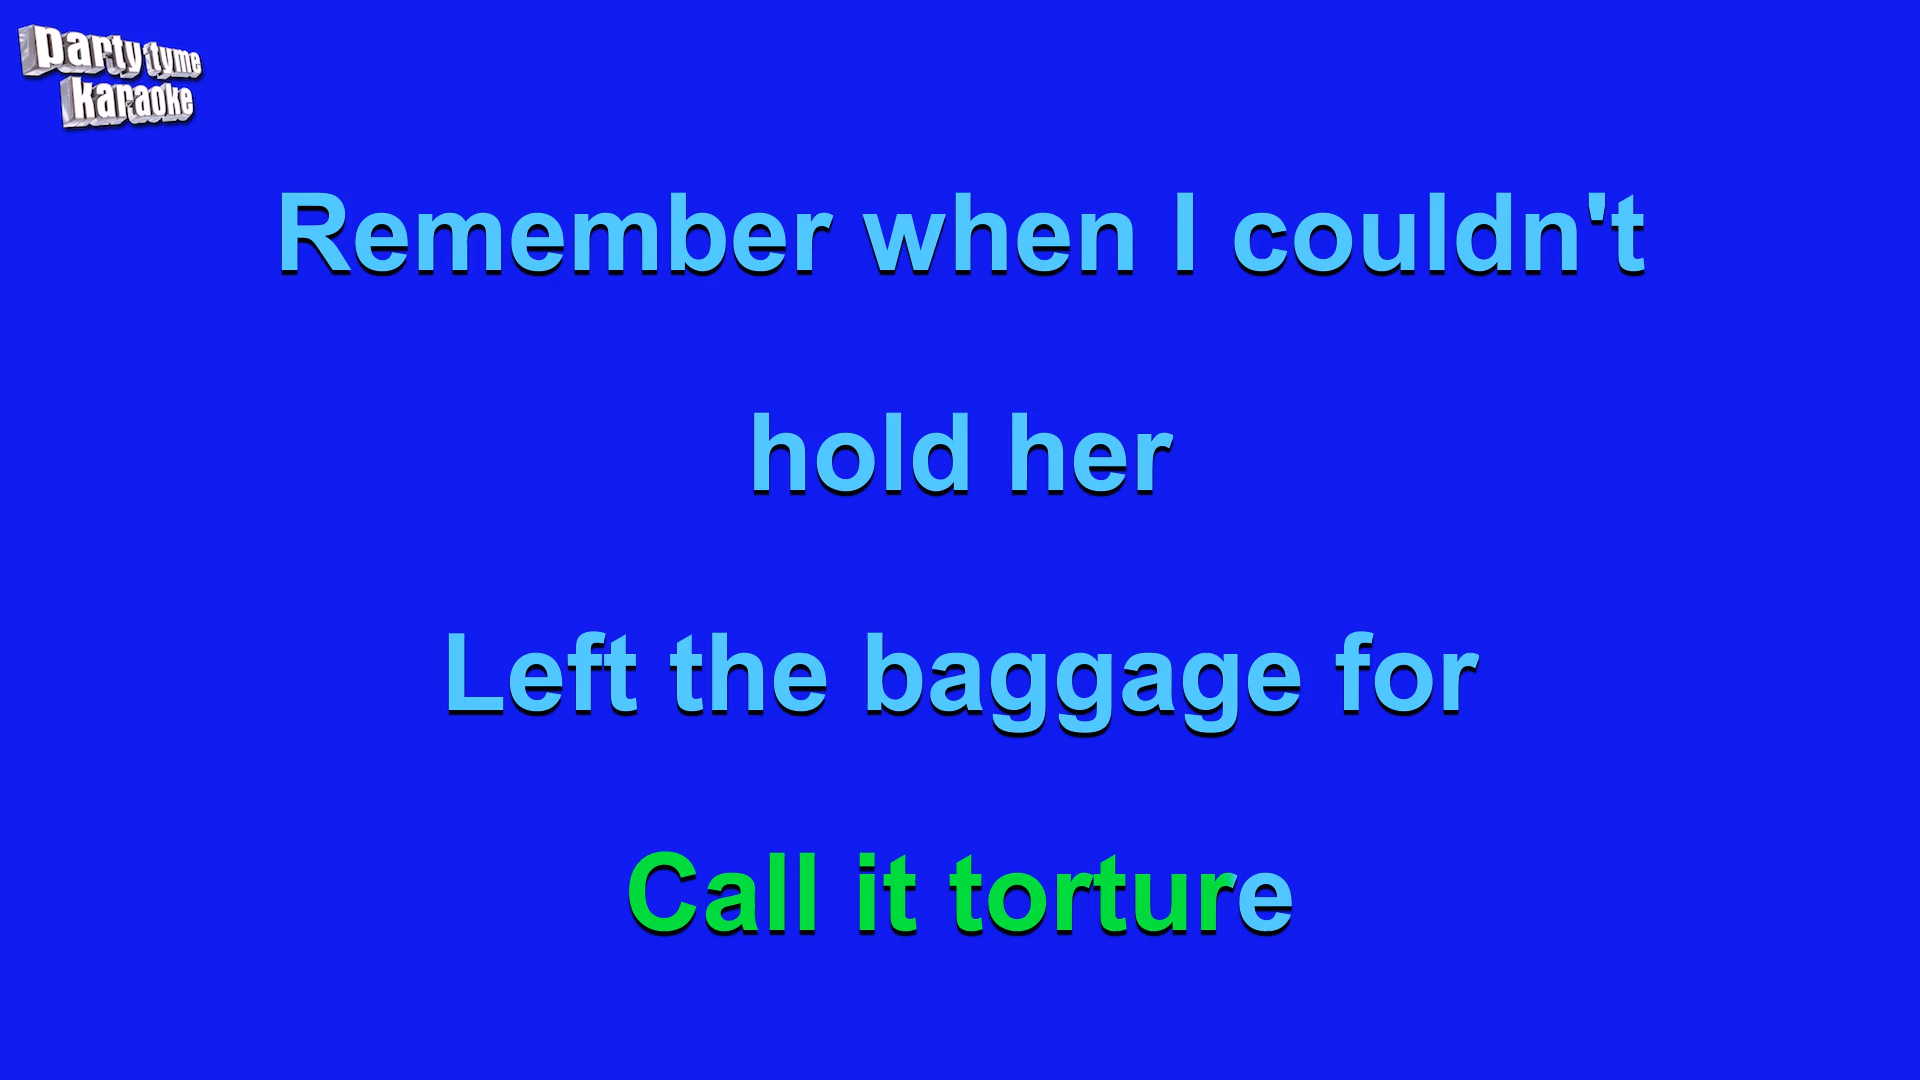 party tyme
karaoke
Remember when I couldn't
hold her
Left the baggage for
Call it torture